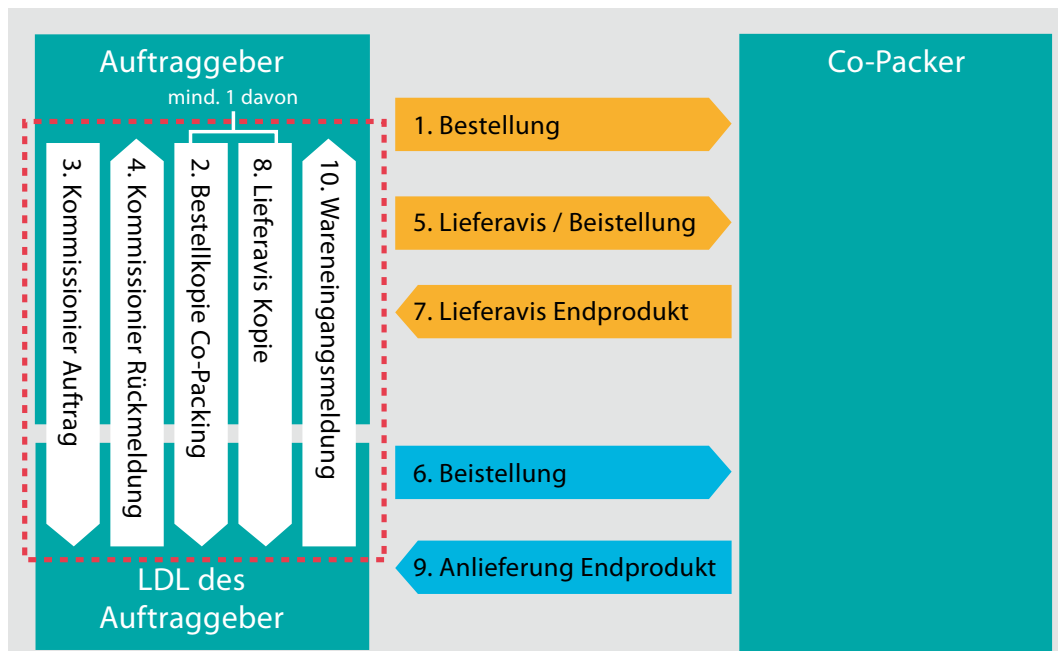 Auftraggeber
mind. 1 davon
3. Kommissionier Auftrag
4. Kommissionier Rückmeldung
2. Bestellkopie Co-Packing
8. Lieferavis Kopie
10. Wareneingangsmeldung
LDL des
Auftraggeber
1. Bestellung
5. Lieferavis / Beistellung
7. Lieferavis Endprodukt
6. Beistellung
9. Anlieferung Endprodukt
Co-Packer